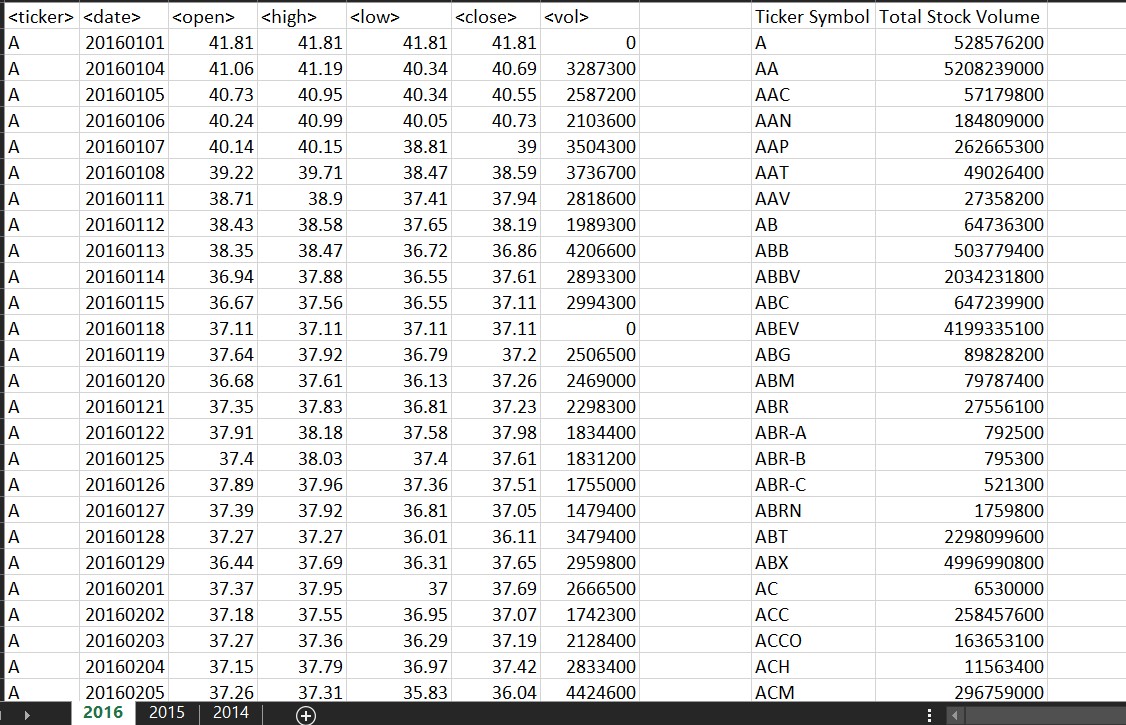 <ticker> <date> <open> <high> <low> <close> <vol> Ticker Symbol Total Stock Volume
A 20160101 41.81 41.81 41.81 41.81 0 A 528576200
A 20160104 41.06 41.19 40.34 40.69 3287300 AA 5208239000
A 20160105 40.73 40.95 40.34 40.55 2587200 AAC 57179800
A 20160106 40.24 40.99 40.05 40.73 2103600 AAN 184809000
A 20160107 40.14 40.15 38.81 39 3504300 AAP 262665300
A 20160108 39.22 39.71 38.47 38.59 3736700 AAT 49026400
A 20160111 38.71 38.9 37.41 37.94 2818600 AAV 27358200
A 20160112 38.43 38.58 37.65 38.19 1989300 AB 64736300
A 20160113 38.35 38.47 36.72 36.86 4206600 ABB 503779400
A 20160114 36.94 37.88 36.55 37.61 2893300 ABBV 2034231800
A 20160115 36.67 37.56 36.55 37.11 2994300 ABC 647239900
A 20160118 37.11 37.11 37.11 37.11 0 ABEV 4199335100
A 20160119 37.64 37.92 36.79 37.2 2506500 ABG 89828200
A 20160120 36.68 37.61 36.13 37.26 2469000 ABM 79787400
A 20160121 37.35 37.83 36.81 37.23 2298300 ABR 27556100
A 20160122 37.91 38.18 37.58 37.98 1834400 ABR-A 792500
A 20160125 37.4 38.03 37.4 37.61 1831200 ABR-B 795300
A 20160126 37.89 37.96 37.36 37.51 1755000 ABR-C 521300
A 20160127 37.39 37.92 36.81 37.05 1479400 ABRN 1759800
A 20160128 37.27 37.27 36.01 36.11 3479400 ABT 2298099600
A 20160129 36.44 37.69 36.31 37.65 2959800 ABX 4996990800
A 20160201 37.37 37.95 37 37.69 2666500 AC 6530000
A 20160202 37.18 37.55 36.95 37.07 1742300 ACC 258457600
A 20160203 37.27 37.36 36.29 37.19 2128400 ACCO 163653100
A 20160204 37.15 37.79 36.97 37.42 2833400 ACH 11563400
A 20160205 37.26 37.31 35.83 36.04 4424600 ACM 296759000
2016 2015 2014